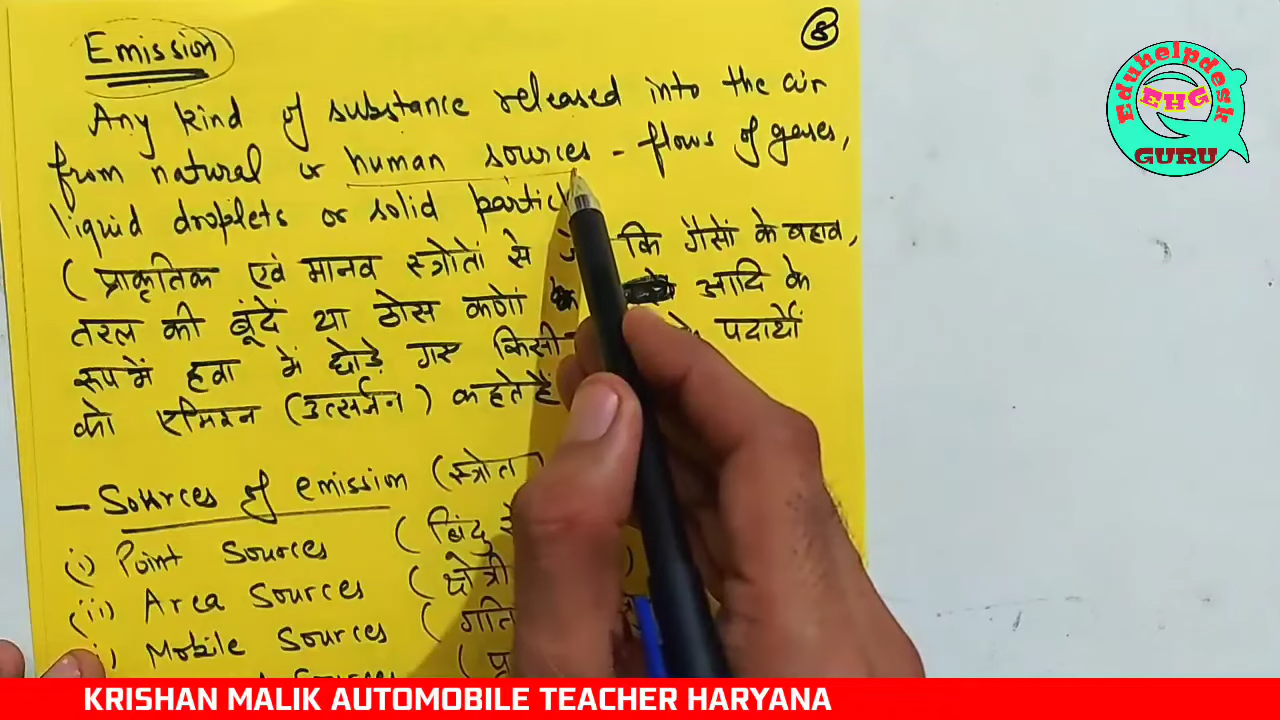 Emission
8
Any kind of substance released into the air
from natural or human sources - flows of gases,
liquid droplets or solid
( प्राकृतिक एवं मानव स्त्रोतों से कि गैसों के बहाव,
तरल की बूंदें या ठोस कणों आदि के
रूप में हवा में छोड़े गए किसी पदार्थों
को एमिशन (उत्सर्जन) कहते हैं
- Sources of emission (स्त्रोत
(i) Point Sources ( बिंदु
(ii) Area Sources (
Mobile Sources (
Eduhelpdesk
EHG
GURU
KRISHAN MALIK AUTOMOBILE TEACHER HARYANA